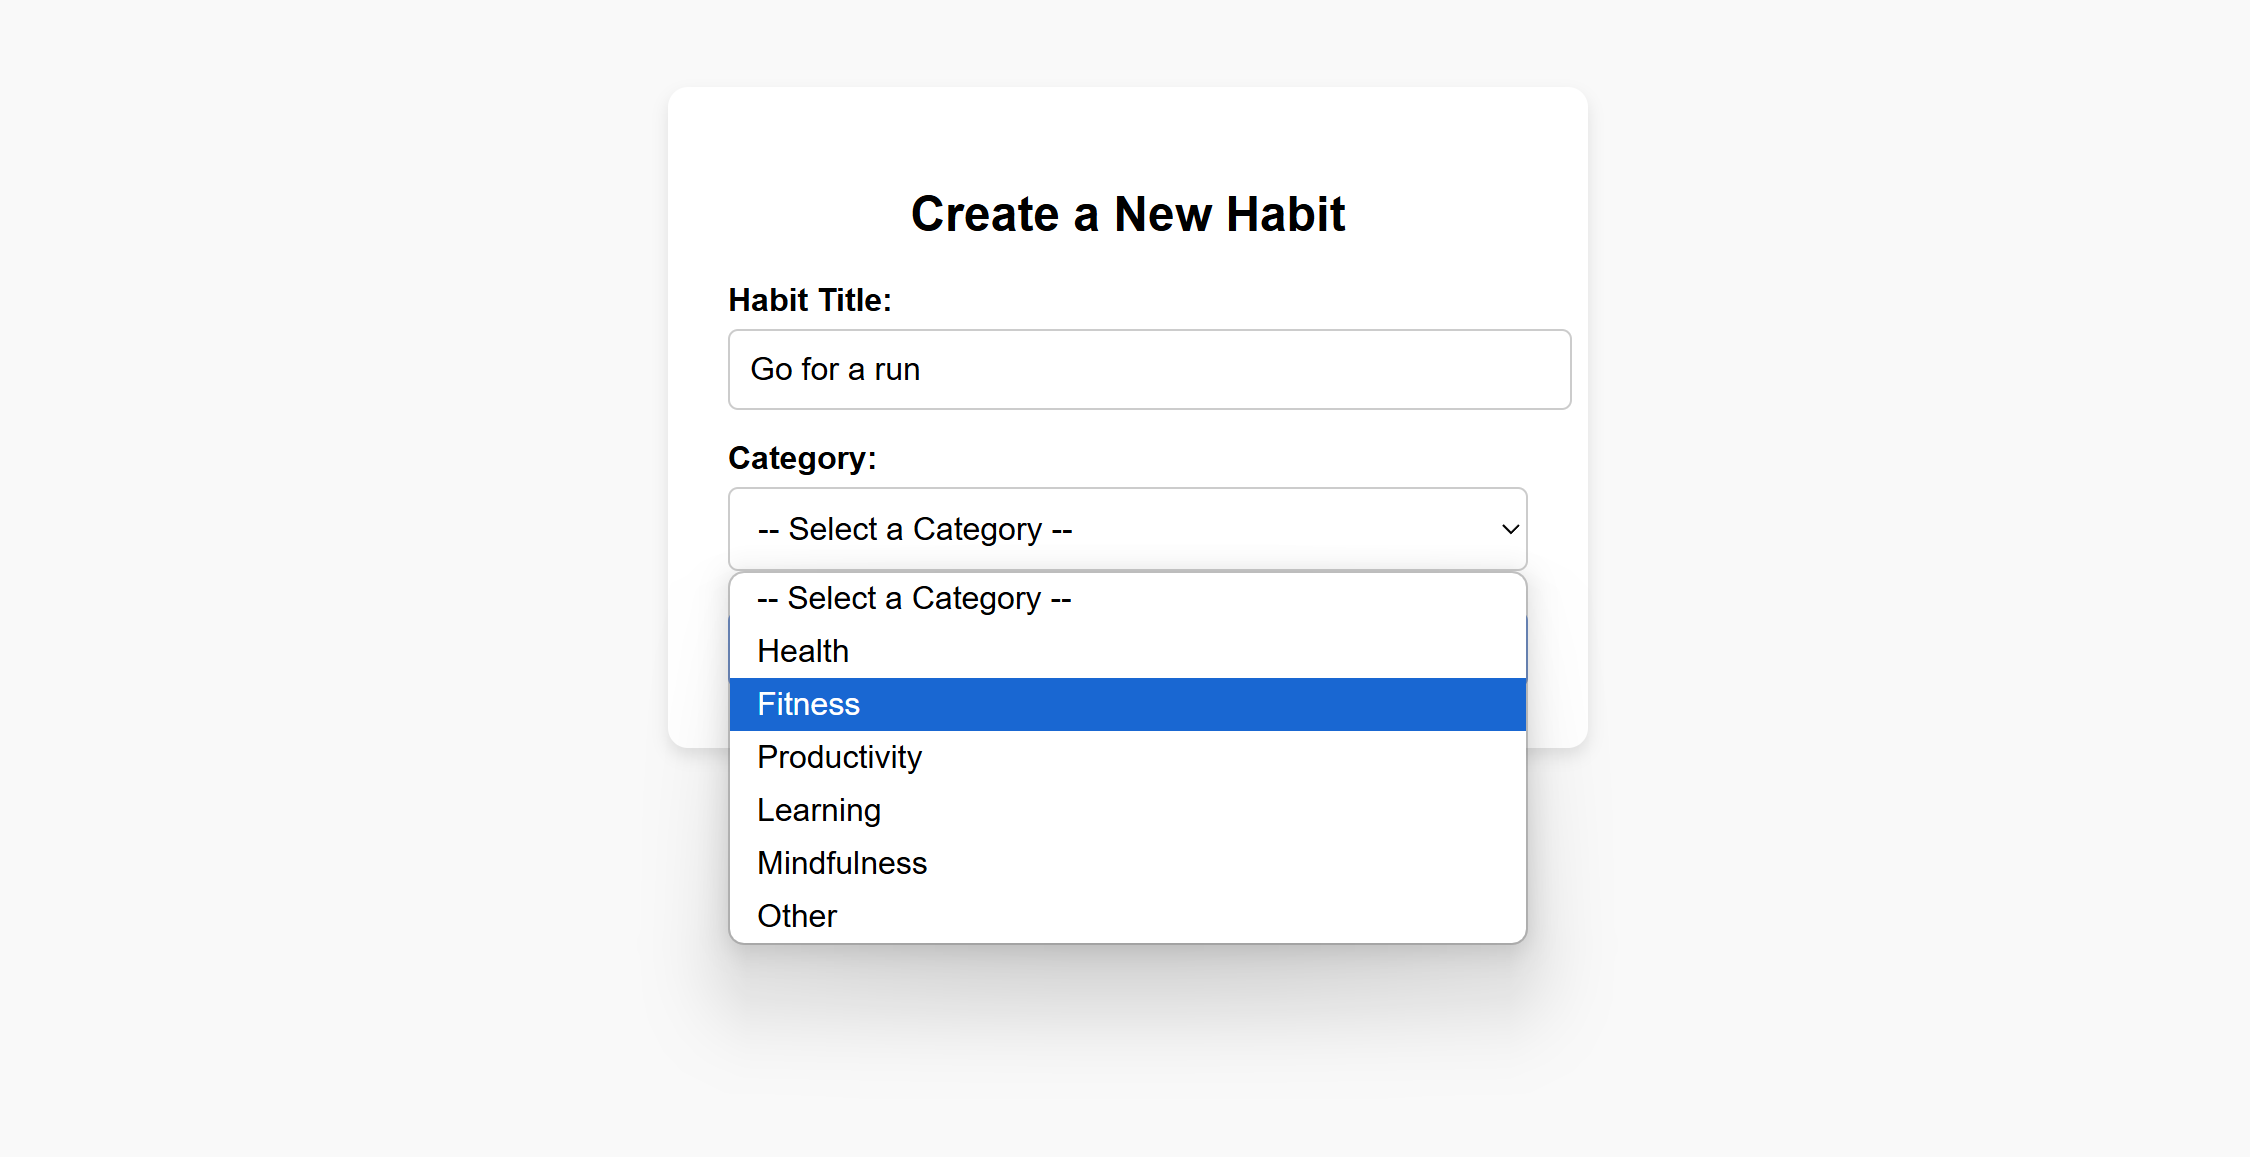 Create a New Habit
Habit Title:
Go for a run
Category:
-- Select a Category --
-- Select a Category --
Health
Fitness
Productivity
Learning
Mindfulness
Other